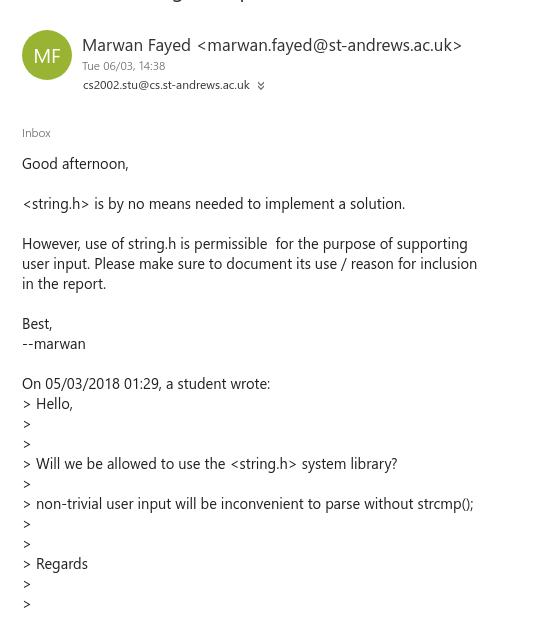 MF
Marwan Fayed <marwan.fayed@st-andrews.ac.uk>
Tue 06/03, 14:38
cs2002.stu@cs.st-andrews.ac.uk
Inbox
Good afternoon,
<string.h> is by no means needed to implement a solution.
However, use of string.h is permissible  for the purpose of supporting
user input. Please make sure to document its use / reason for inclusion
in the report.
Best,
--marwan
On 05/03/2018 01:29, a student wrote:
> Hello,
>
>
> Will we be allowed to use the <string.h> system library?
>
> non-trivial user input will be inconvenient to parse without strcmp();
>
>
> Regards
>
>